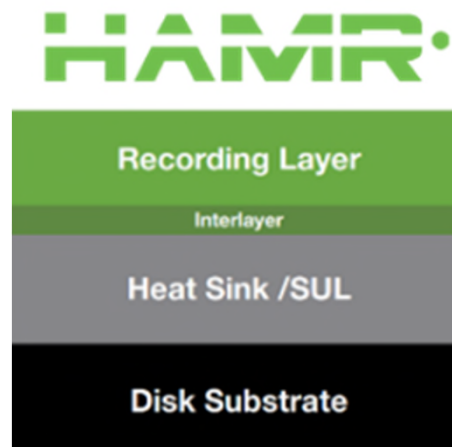 HAMR
Recording Layer
Interlayer
Heat Sink /SUL
Disk Substrate